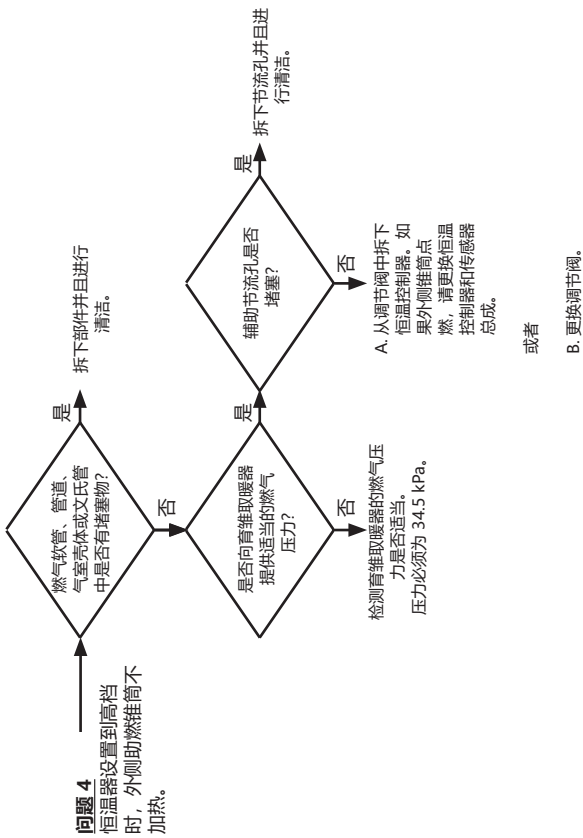 问题 4
恒温器设置到高档
时，外侧助燃锥筒不
加热。
燃气软管、管道、
气室壳体或文氏管
中是否有堵塞物？
是
拆下部件并且进行
清洁。
否
是否向育雏取暖器
提供适当的燃气
压力？
是
否
检测育雏取暖器的燃气压
力是否适当。
压力必须为 34.5 kPa。
辅助节流孔是否
堵塞？
是
拆下节流孔并且进
行清洁。
否
A. 从调节阀中拆下
恒温控制器。如
果外侧锥筒点
燃，请更换恒温
控制器和传感器
总成。
或者
B. 更换调节阀。